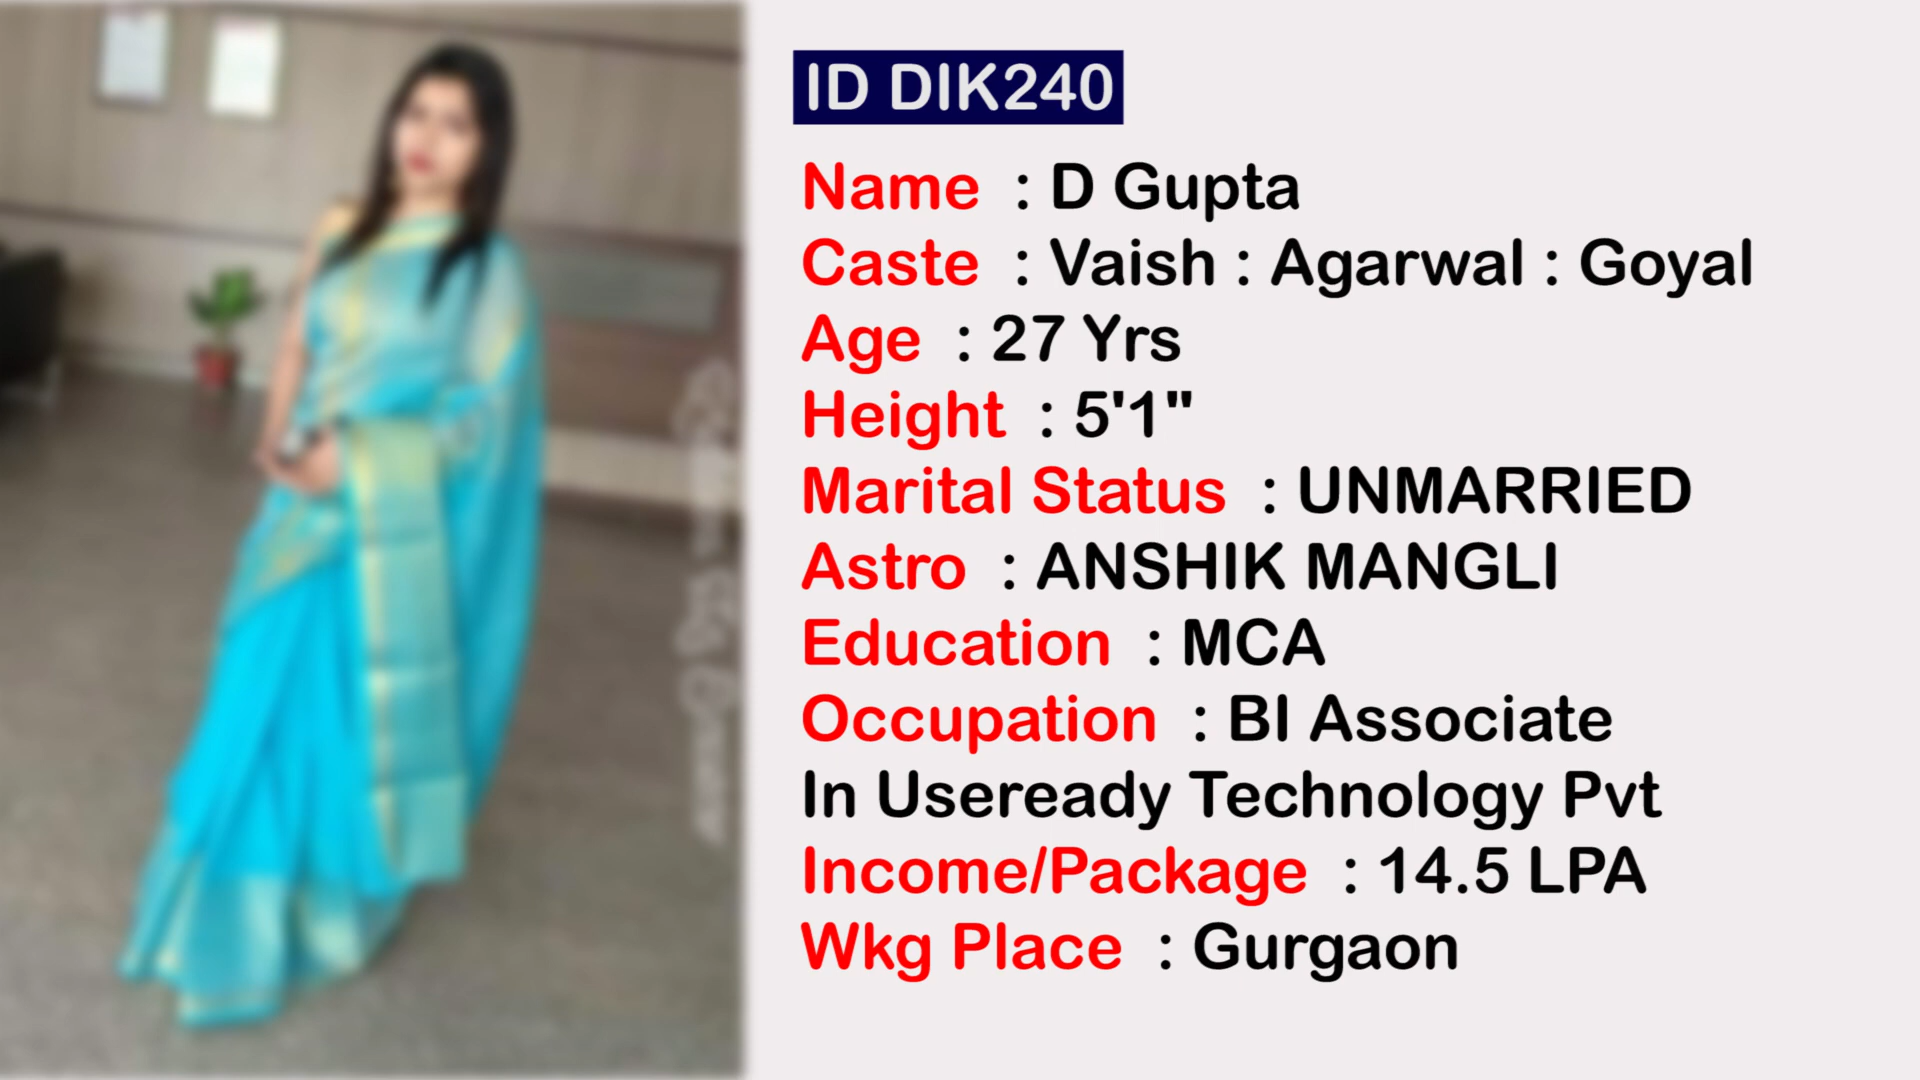 ID DIK240
Name : D Gupta
Caste : Vaish : Agarwal : Goyal
Age : 27 Yrs
Height : 5'1"
Marital Status : UNMARRIED
Astro : ANSHIK MANGLI
Education : MCA
Occupation : BI Associate
In Useready Technology Pvt
Income/Package : 14.5 LPA
Wkg Place : Gurgaon